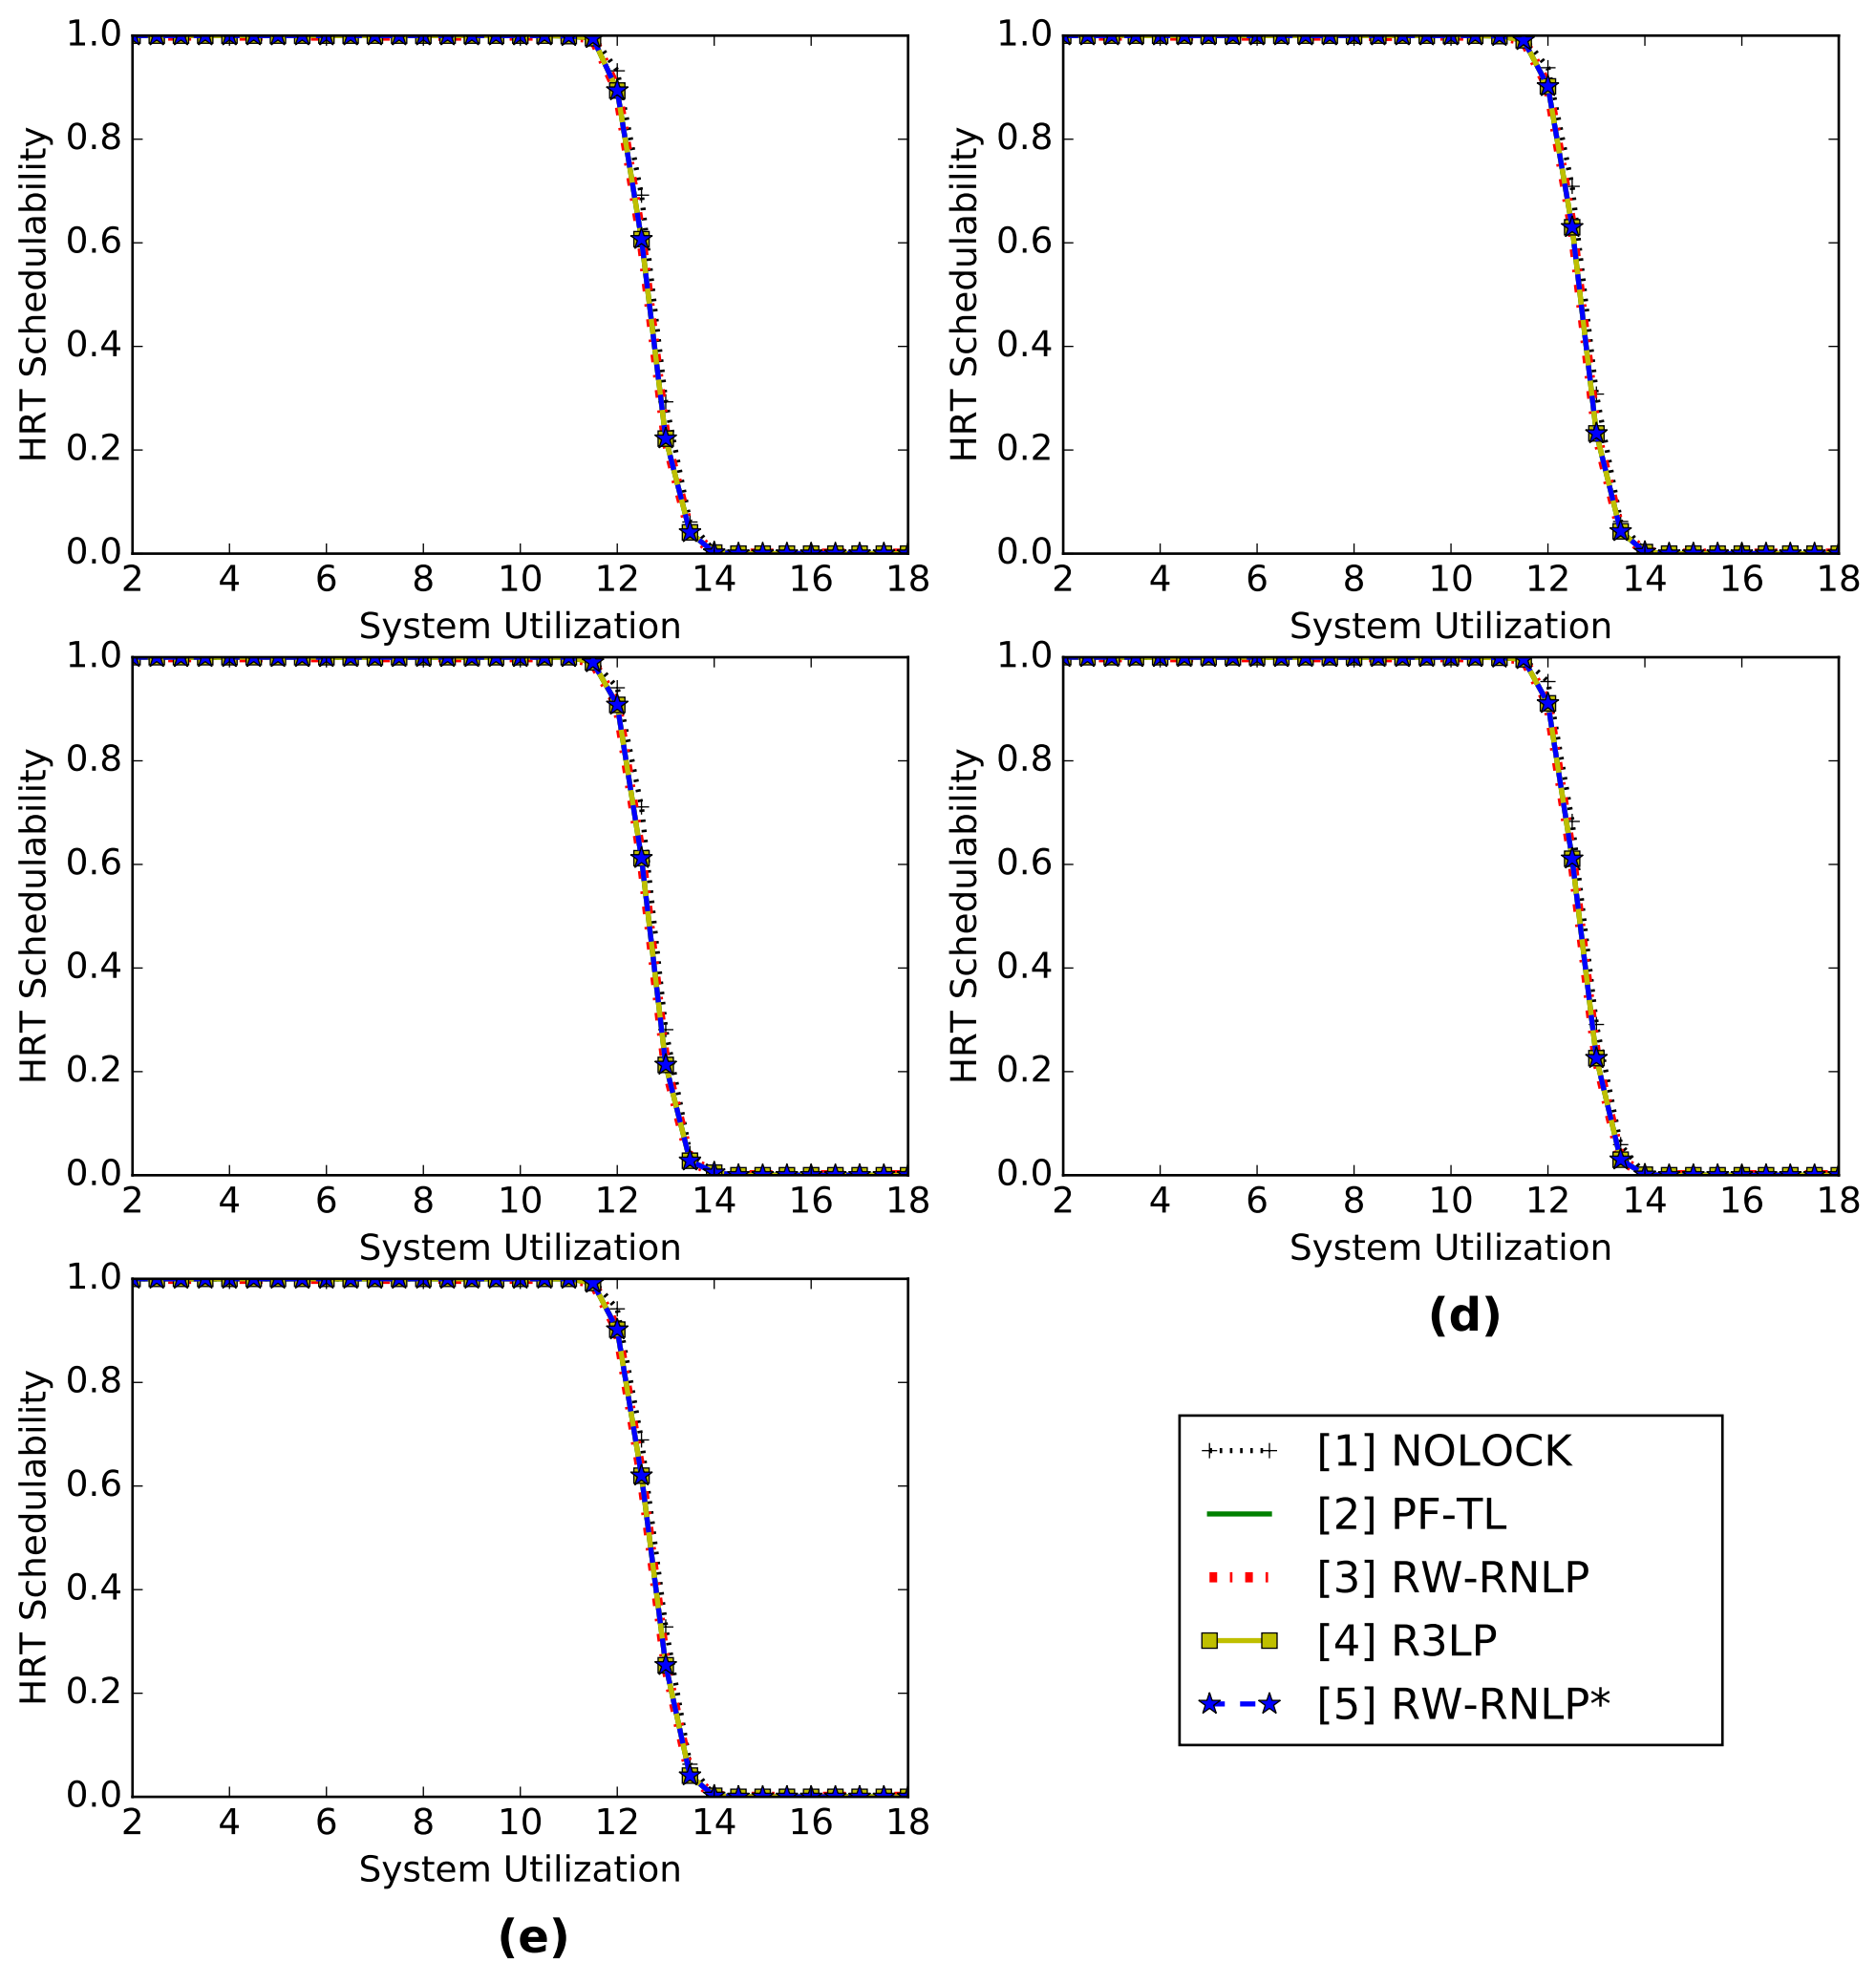 1.0
0.8
0.6
0.4
0.2
0.0
HRT Schedulability
2 4 6 8 10 12 14 16 18
System Utilization
1.0
0.8
0.6
0.4
0.2
0.0
HRT Schedulability
2 4 6 8 10 12 14 16 18
System Utilization
1.0
0.8
0.6
0.4
0.2
0.0
HRT Schedulability
2 4 6 8 10 12 14 16 18
System Utilization
1.0
0.8
0.6
0.4
0.2
0.0
HRT Schedulability
2 4 6 8 10 12 14 16 18
System Utilization
(d)
1.0
0.8
0.6
0.4
0.2
0.0
HRT Schedulability
2 4 6 8 10 12 14 16 18
System Utilization
(e)
[1] NOLOCK
[2] PF-TL
[3] RW-RNLP
[4] R3LP
[5] RW-RNLP*